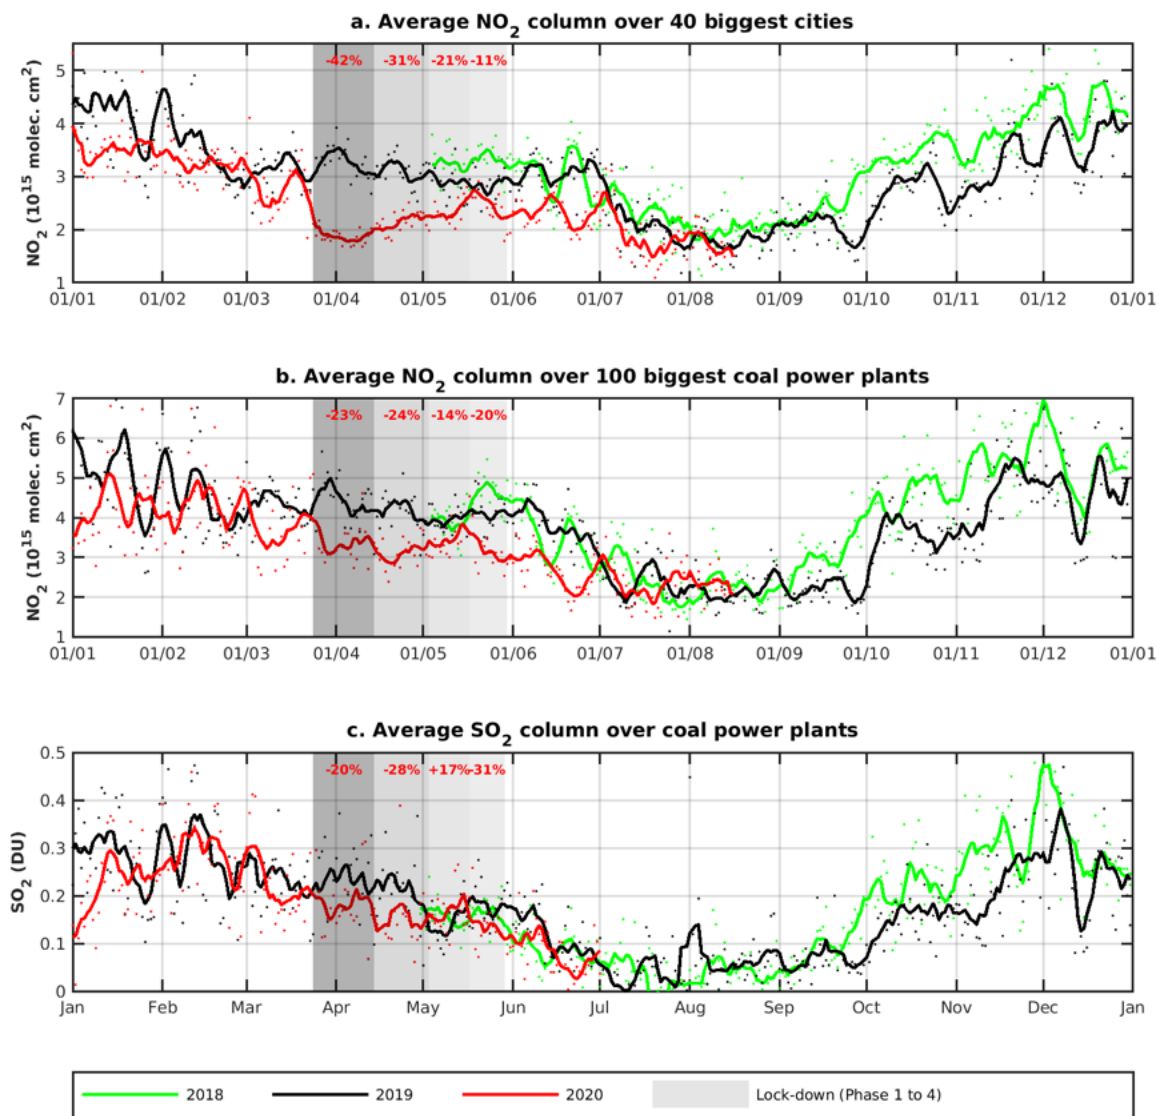 a. Average NO2 column over 40 biggest cities
-42% -31% -21% -11%
NO2 (10^15 molec. cm^2)
5
4
3
2
1
01/01 01/02 01/03 01/04 01/05 01/06 01/07 01/08 01/09 01/10 01/11 01/12 01/01
b. Average NO2 column over 100 biggest coal power plants
-23% -24% -14% -20%
NO2 (10^15 molec. cm^2)
7
6
5
4
3
2
1
01/01 01/02 01/03 01/04 01/05 01/06 01/07 01/08 01/09 01/10 01/11 01/12 01/01
c. Average SO2 column over coal power plants
-20% -28% +17% -31%
SO2 (DU)
0.5
0.4
0.3
0.2
0.1
0
Jan Feb Mar Apr May Jun Jul Aug Sep Oct Nov Dec Jan
2018 2019 2020 Lock-down (Phase 1 to 4)